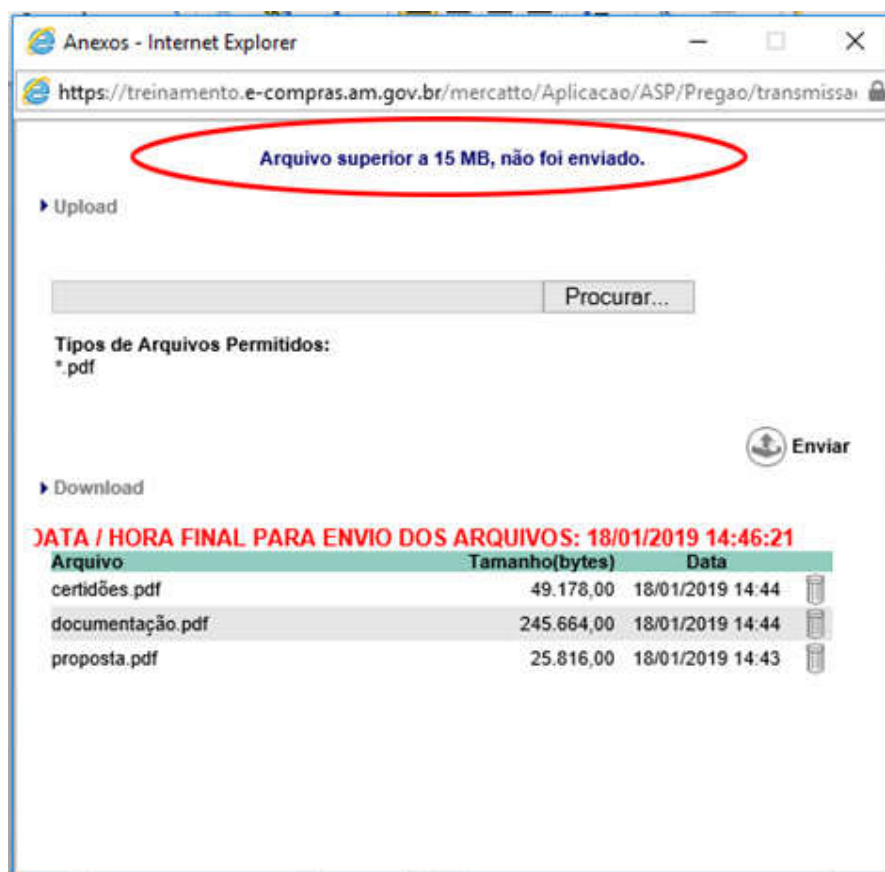 Anexos - Internet Explorer
https://treinamento.e-compras.am.gov.br/mercatto/Aplicacao/ASP/Pregao/transmissa
Arquivo superior a 15 MB, não foi enviado.
Upload
Procurar...
Tipos de Arquivos Permitidos:
*.pdf
Enviar
Download
DATA / HORA FINAL PARA ENVIO DOS ARQUIVOS: 18/01/2019 14:46:21
Arquivo Tamanho(bytes) Data
certidões.pdf 49.178,00 18/01/2019 14:44
documentação.pdf 245.664,00 18/01/2019 14:44
proposta.pdf 25.816,00 18/01/2019 14:43